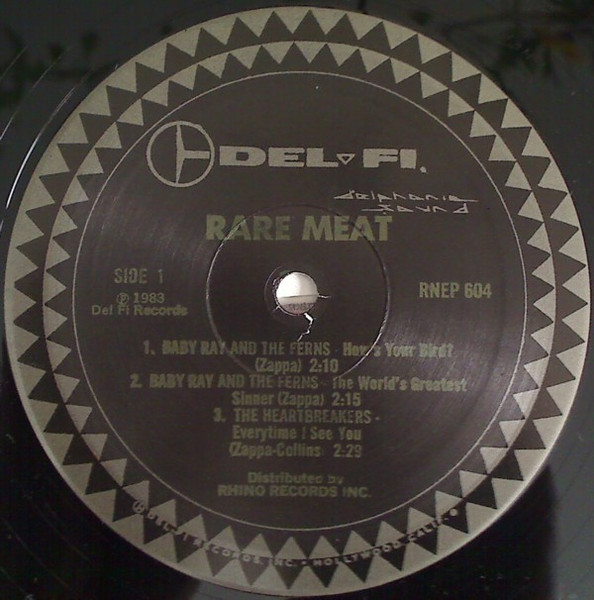 DEL-FI.
delphonic
sound
RARE MEAT
SIDE 1
Ⓟ 1983
Del Fi Records
RNEP 604
1. BABY RAY AND THE FERNS - How's Your Bird?
(Zappa) 2:10
2. BABY RAY AND THE FERNS - The World's Greatest
Sinner (Zappa) 2:15
3. THE HEARTBREAKERS -
Everytime I See You
(Zappa-Collins) 2:29
Distributed by
RHINO RECORDS INC.
DEL-FI RECORDS, INC. • HOLLYWOOD CALIF.